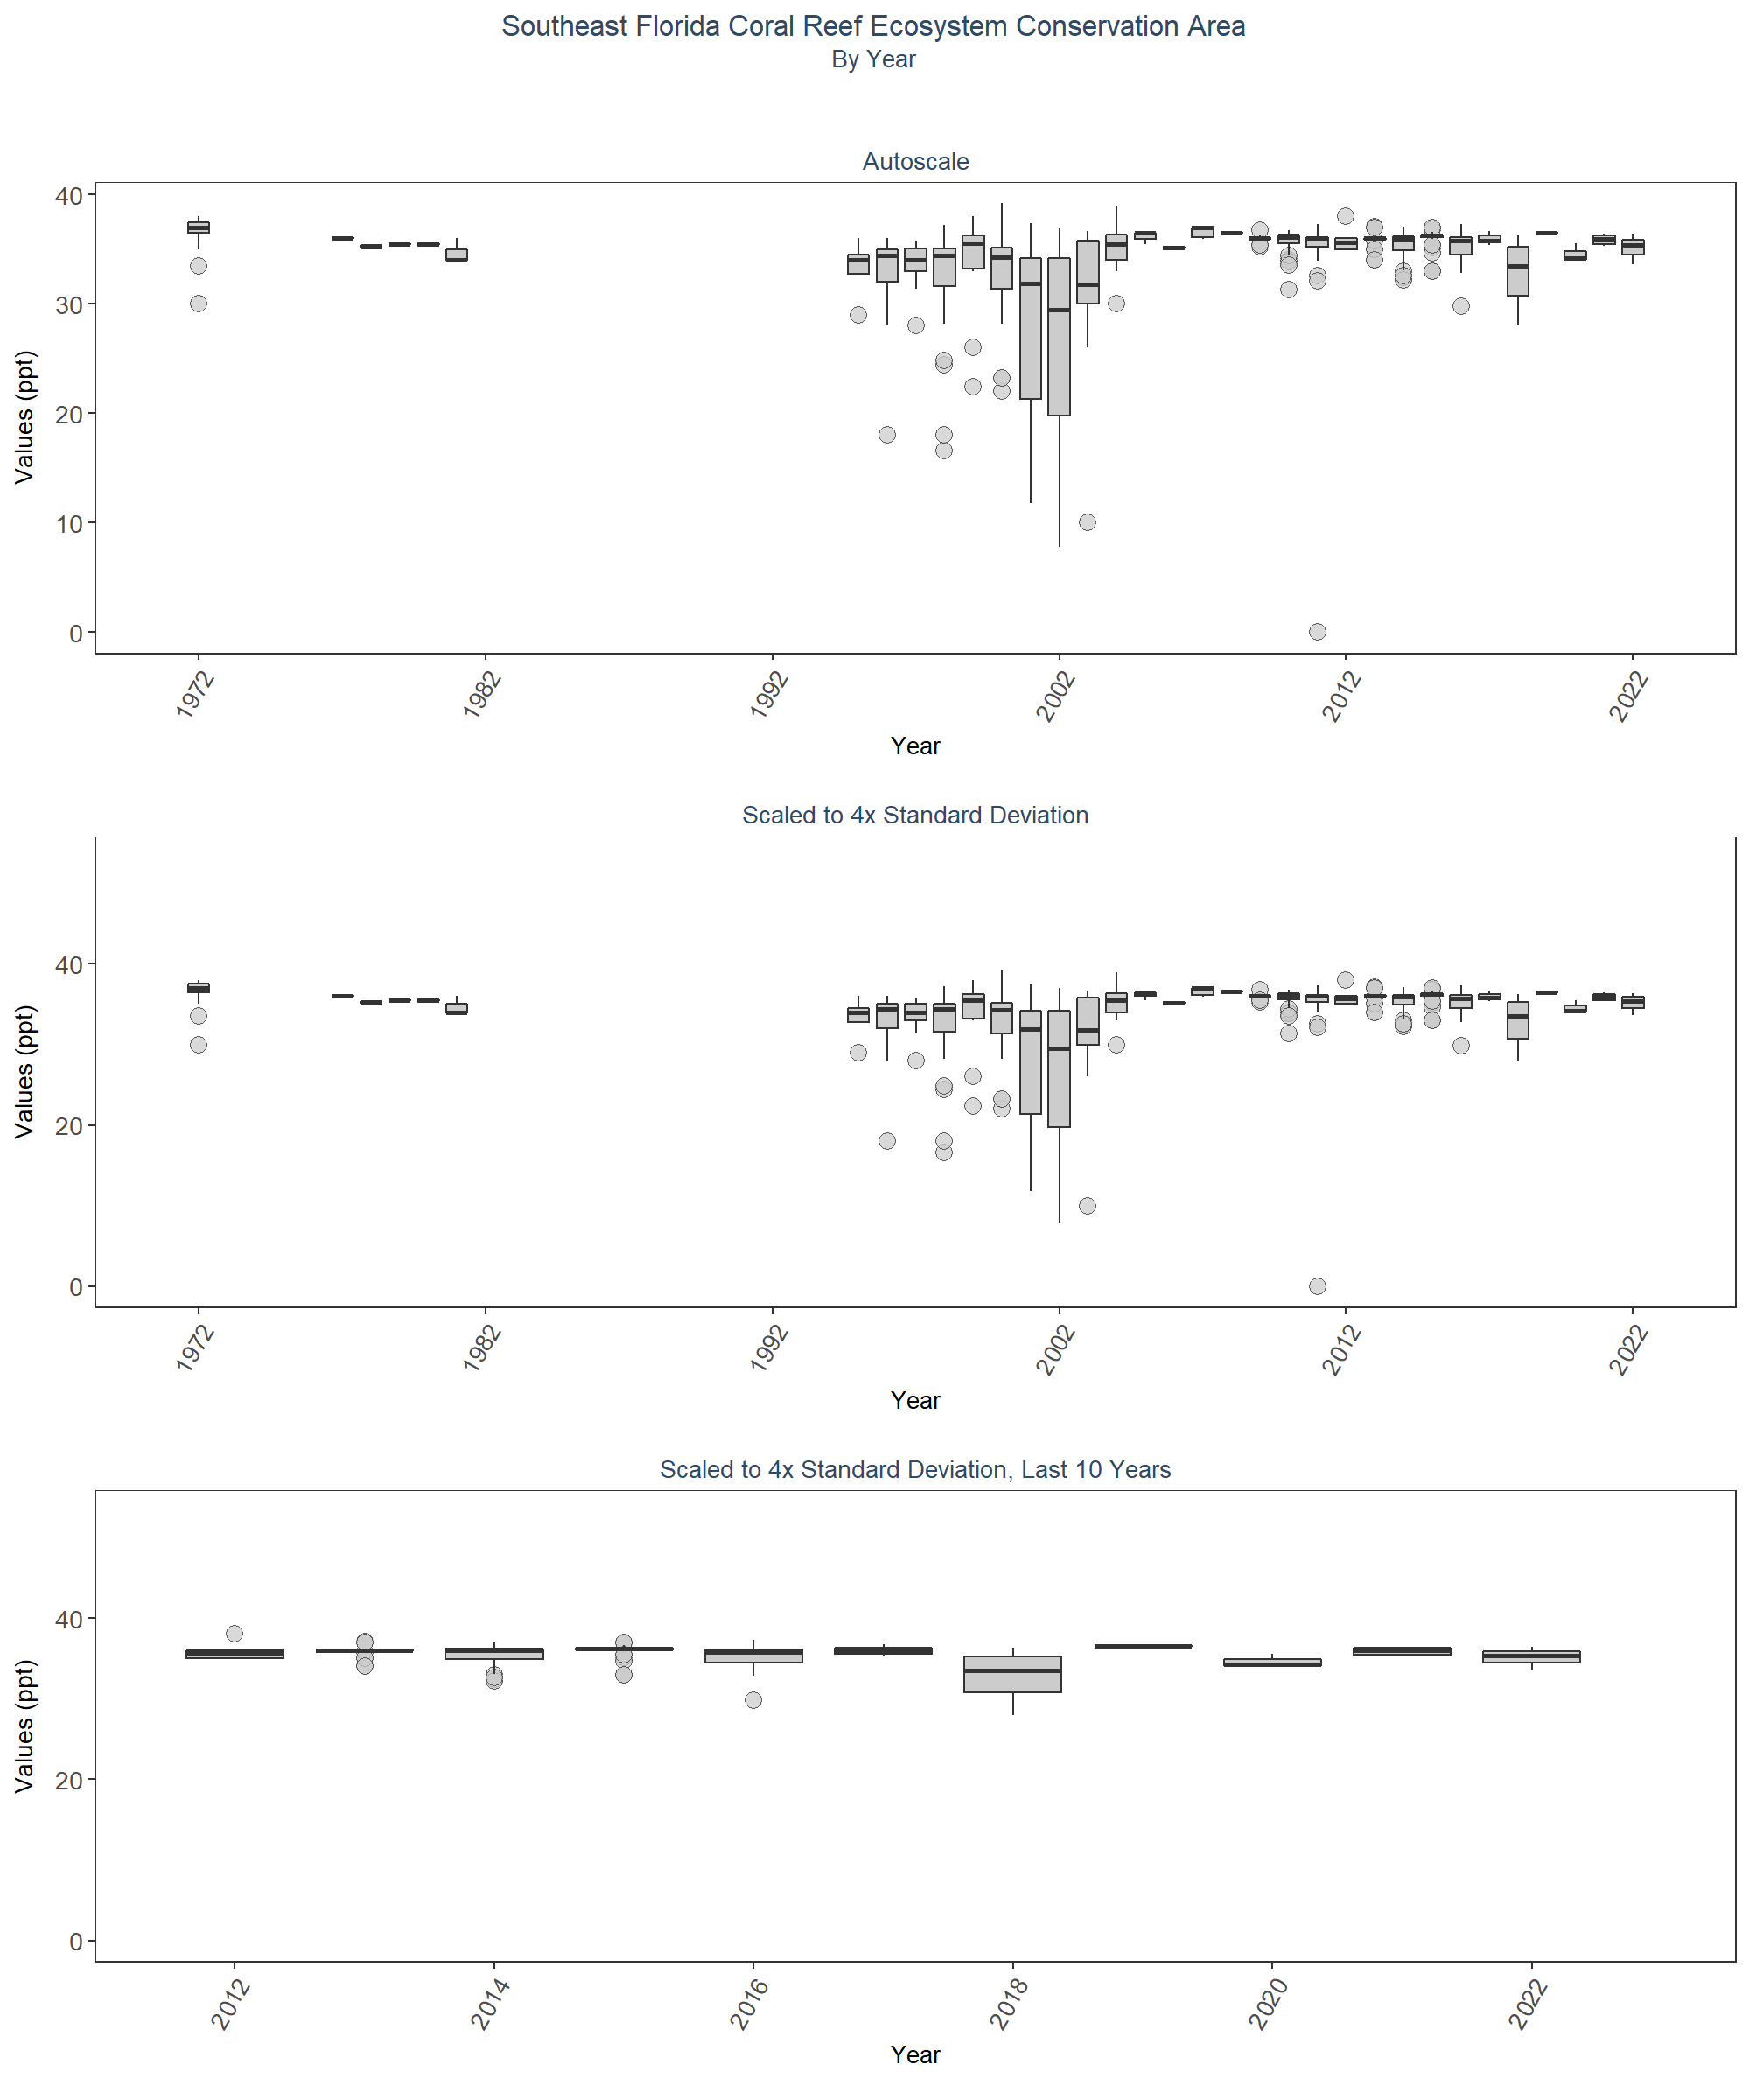 Southeast Florida Coral Reef Ecosystem Conservation Area
By Year
Autoscale
Values (ppt)
40
30
20
10
0
1972
1982
1992
2002
2012
2022
Year
Scaled to 4x Standard Deviation
Values (ppt)
40
20
0
1972
1982
1992
2002
2012
2022
Year
Scaled to 4x Standard Deviation, Last 10 Years
Values (ppt)
40
20
0
2012
2014
2016
2018
2020
2022
Year